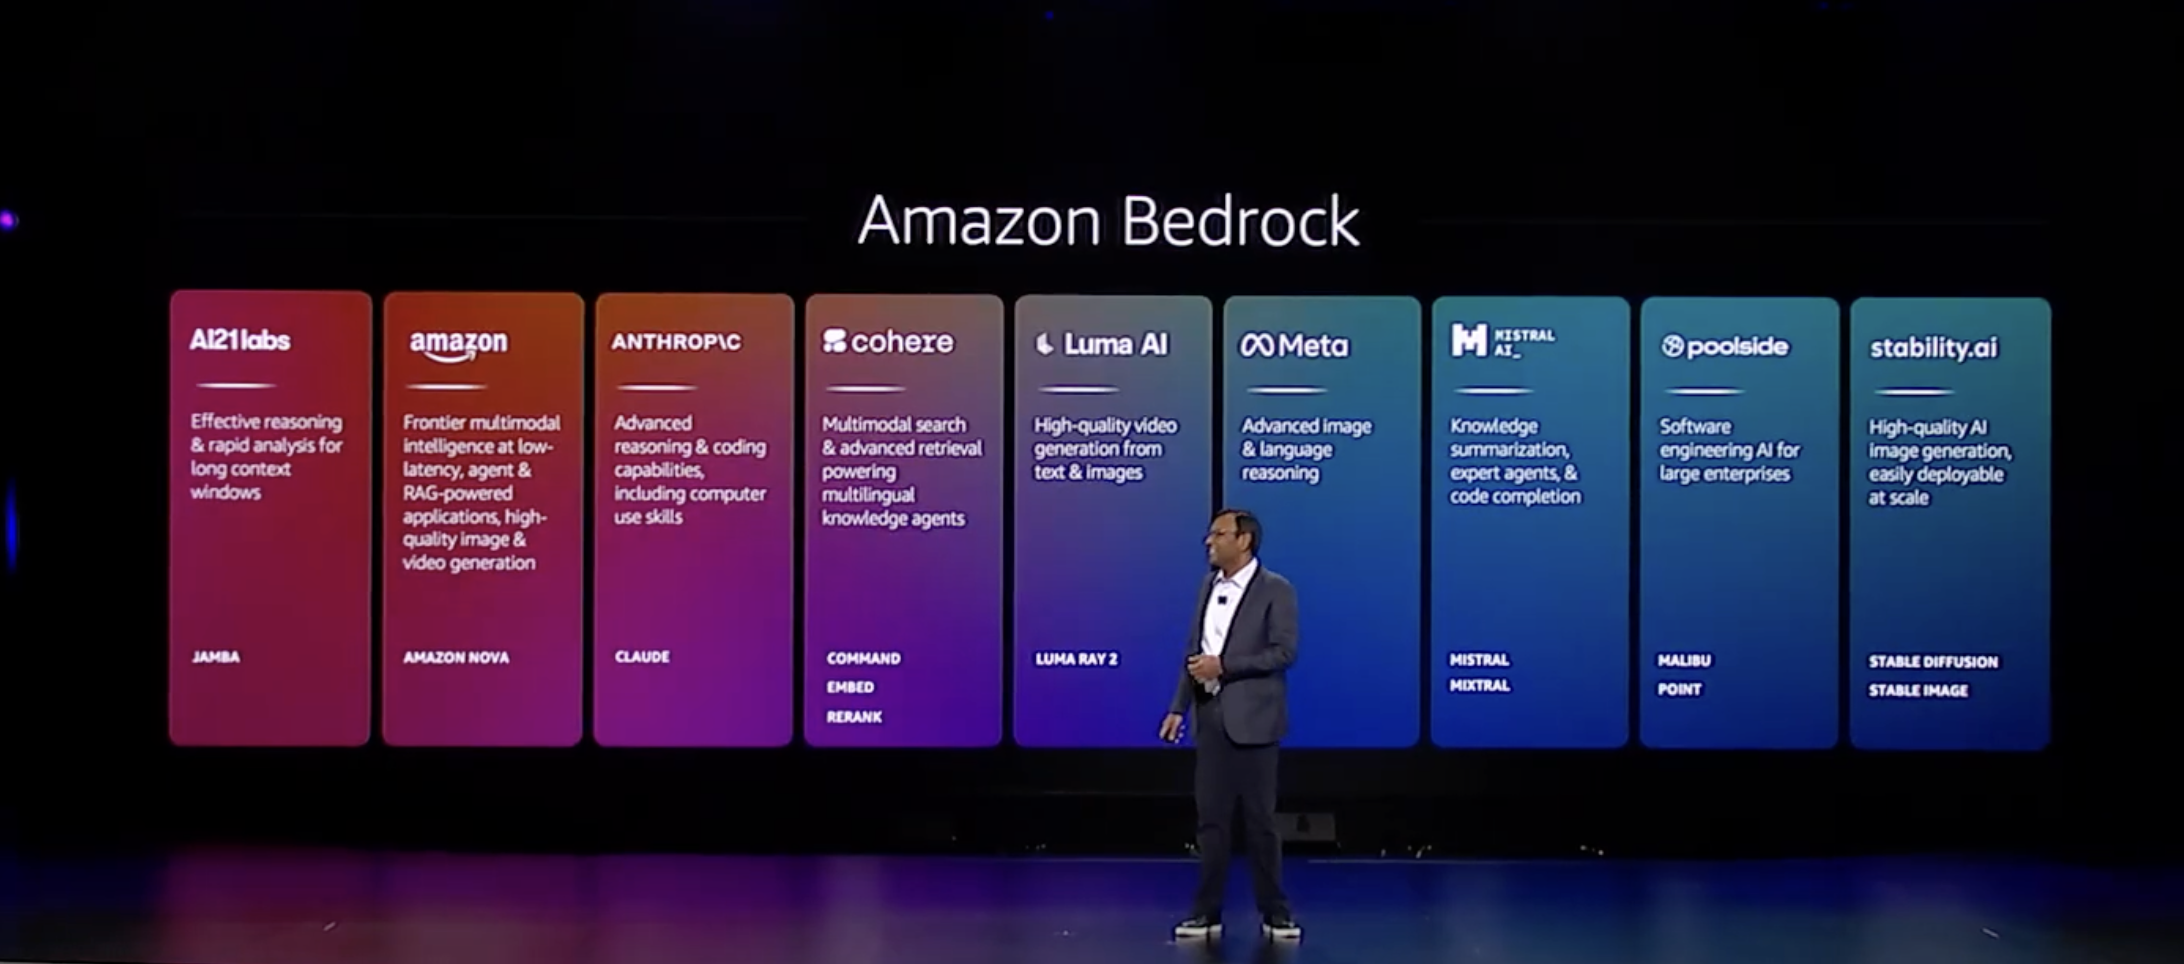 Amazon Bedrock
AI21labs
Effective reasoning
& rapid analysis for
long context
windows
JAMBA
amazon
Frontier multimodal
intelligence at low-
latency, agent &
RAG-powered
applications, high-
quality image &
video generation
AMAZON NOVA
ANTHROP\C
Advanced
reasoning & coding
capabilities,
including computer
use skills
CLAUDE
cohere
Multimodal search
& advanced retrieval
powering
multilingual
knowledge agents
COMMAND
EMBED
RERANK
Luma AI
High-quality video
generation from
text & images
LUMA RAY 2
Meta
Advanced image
& language
reasoning
MISTRAL
AI_
Knowledge
summarization,
expert agents, &
code completion
MISTRAL
MIXTRAL
poolside
Software
engineering AI for
large enterprises
MALIBU
POINT
stability.ai
High-quality AI
image generation,
easily deployable
at scale
STABLE DIFFUSION
STABLE IMAGE